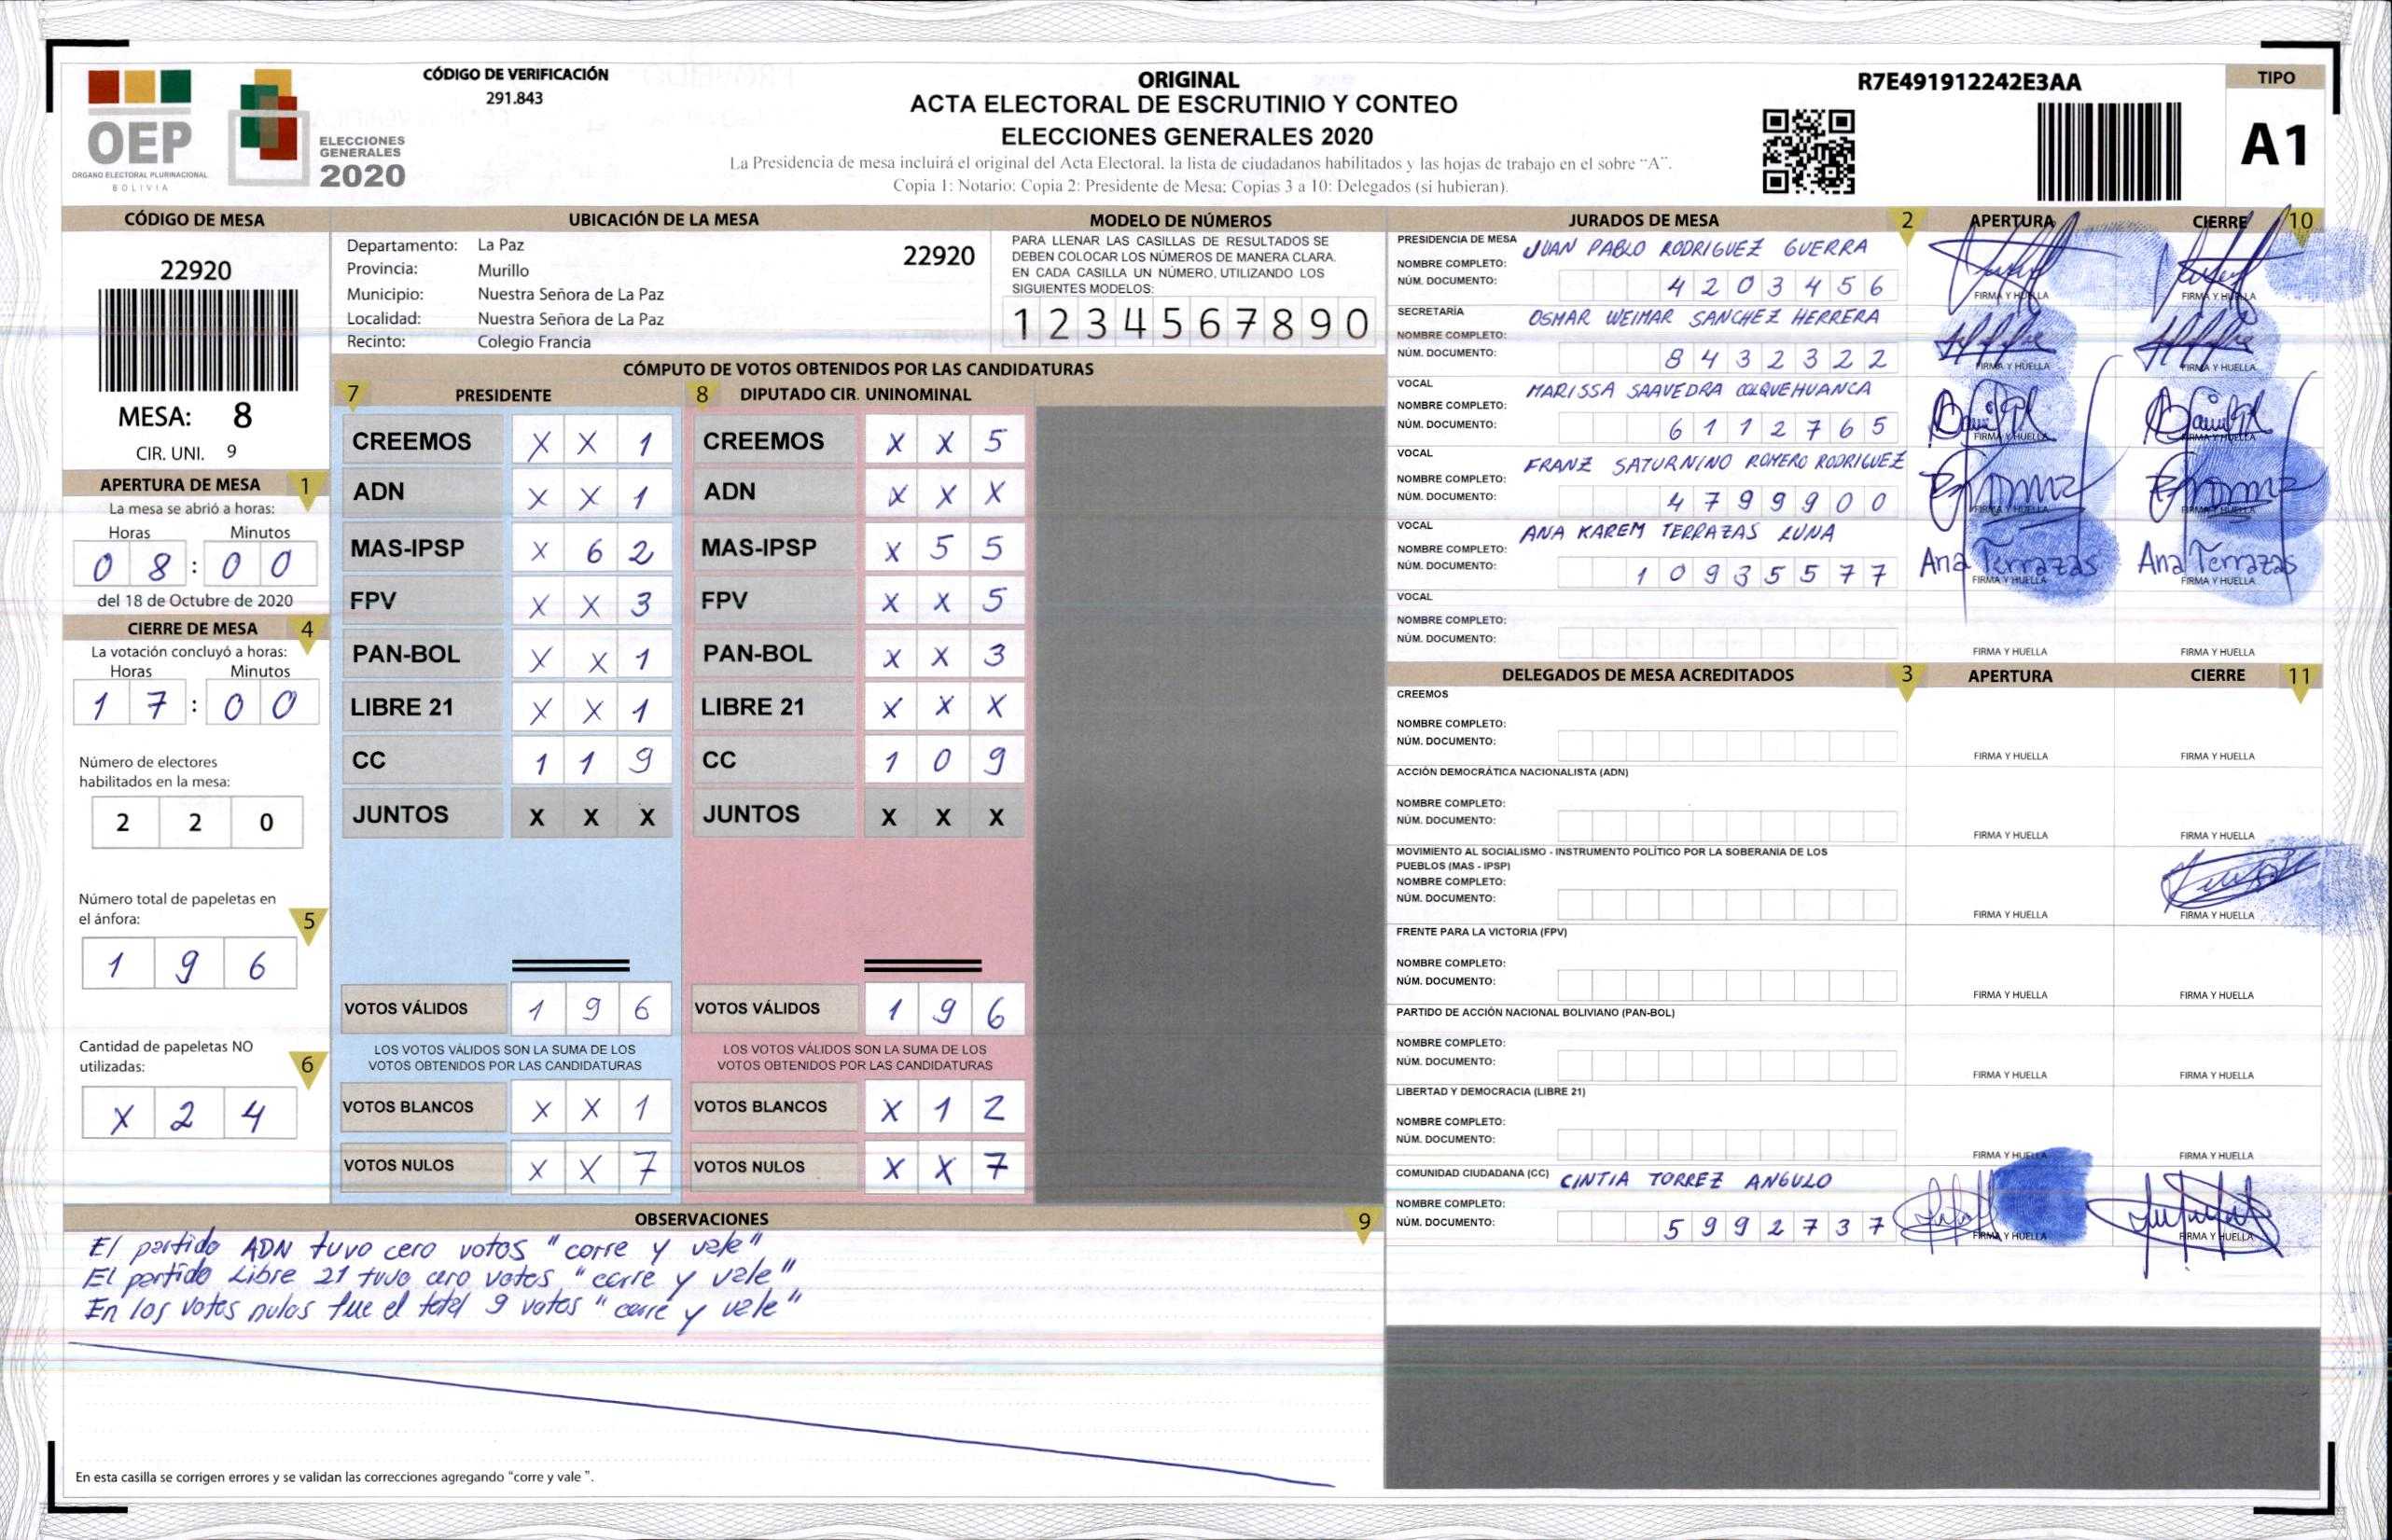 OEP
ORGANO ELECTORAL PLURINACIONAL
BOLIVIA
ELECCIONES
GENERALES
2020
CÓDIGO DE VERIFICACIÓN
291.843
ORIGINAL
ACTA ELECTORAL DE ESCRUTINIO Y CONTEO
ELECCIONES GENERALES 2020
La Presidencia de mesa incluirá el original del Acta Electoral, la lista de ciudadanos habilitados y las hojas de trabajo en el sobre "A".
Copia 1: Notario; Copia 2: Presidente de Mesa; Copias 3 a 10: Delegados (si hubieran).
R7E491912242E3AA
TIPO
A1
CÓDIGO DE MESA
22920
MESA: 8
CIR. UNI. 9
APERTURA DE MESA 1
La mesa se abrió a horas:
Horas Minutos
0 8 : 0 0
del 18 de Octubre de 2020
CIERRE DE MESA 4
La votación concluyó a horas:
Horas Minutos
1 7 : 0 0
Número de electores
habilitados en la mesa:
2 2 0
Número total de papeletas en
el ánfora: 5
1 9 6
Cantidad de papeletas NO
utilizadas: 6
X 2 4
UBICACIÓN DE LA MESA
Departamento: La Paz 22920
Provincia: Murillo
Municipio: Nuestra Señora de La Paz
Localidad: Nuestra Señora de La Paz
Recinto: Colegio Francia
MODELO DE NÚMEROS
PARA LLENAR LAS CASILLAS DE RESULTADOS SE
DEBEN COLOCAR LOS NÚMEROS DE MANERA CLARA.
EN CADA CASILLA UN NÚMERO, UTILIZANDO LOS
SIGUIENTES MODELOS:
1 2 3 4 5 6 7 8 9 0
CÓMPUTO DE VOTOS OBTENIDOS POR LAS CANDIDATURAS
7 PRESIDENTE
CREEMOS X X 1
ADN X X 1
MAS-IPSP X 6 2
FPV X X 3
PAN-BOL X X 1
LIBRE 21 X X 1
CC 1 1 9
JUNTOS X X X
VOTOS VÁLIDOS 1 9 6
LOS VOTOS VÁLIDOS SON LA SUMA DE LOS
VOTOS OBTENIDOS POR LAS CANDIDATURAS
VOTOS BLANCOS X X 1
VOTOS NULOS X X 7
8 DIPUTADO CIR. UNINOMINAL
CREEMOS X X 5
ADN X X X
MAS-IPSP X 5 5
FPV X X 5
PAN-BOL X X 3
LIBRE 21 X X X
CC 1 0 9
JUNTOS X X X
VOTOS VÁLIDOS 1 9 6
LOS VOTOS VÁLIDOS SON LA SUMA DE LOS
VOTOS OBTENIDOS POR LAS CANDIDATURAS
VOTOS BLANCOS X 1 2
VOTOS NULOS X X 7
OBSERVACIONES 9
El partido ADN tuvo cero votos "corre y vale"
El partido Libre 21 tuvo cero votos "corre y vale"
En los votos nulos fue el total 9 votos "corre y vale"
En esta casilla se corrigen errores y se validan las correcciones agregando "corre y vale ".
JURADOS DE MESA 2 APERTURA CIERRE 10
PRESIDENCIA DE MESA JUAN PABLO RODRIGUEZ GUERRA
NOMBRE COMPLETO:
NÚM. DOCUMENTO: 4 2 0 3 4 5 6
FIRMA Y HUELLA FIRMA Y HUELLA
SECRETARÍA OSMAR WEIMAR SANCHEZ HERRERA
NOMBRE COMPLETO:
NÚM. DOCUMENTO: 8 4 3 2 3 2 2
FIRMA Y HUELLA FIRMA Y HUELLA
VOCAL MARISSA SAAVEDRA COLQUEHUANCA
NOMBRE COMPLETO:
NÚM. DOCUMENTO: 6 1 1 2 7 6 5
FIRMA Y HUELLA FIRMA Y HUELLA
VOCAL FRANZ SATURNINO ROMERO RODRIGUEZ
NOMBRE COMPLETO:
NÚM. DOCUMENTO: 4 7 9 9 9 0 0
FIRMA Y HUELLA FIRMA Y HUELLA
VOCAL ANA KAREM TERRAZAS LUNA
NOMBRE COMPLETO:
NÚM. DOCUMENTO: 1 0 9 3 5 5 7 7
Ana Terrazas Ana Terrazas
FIRMA Y HUELLA FIRMA Y HUELLA
VOCAL
NOMBRE COMPLETO:
NÚM. DOCUMENTO:
FIRMA Y HUELLA FIRMA Y HUELLA
DELEGADOS DE MESA ACREDITADOS 3 APERTURA CIERRE 11
CREEMOS
NOMBRE COMPLETO:
NÚM. DOCUMENTO:
FIRMA Y HUELLA FIRMA Y HUELLA
ACCIÓN DEMOCRÁTICA NACIONALISTA (ADN)
NOMBRE COMPLETO:
NÚM. DOCUMENTO:
FIRMA Y HUELLA FIRMA Y HUELLA
MOVIMIENTO AL SOCIALISMO - INSTRUMENTO POLÍTICO POR LA SOBERANIA DE LOS
PUEBLOS (MAS - IPSP)
NOMBRE COMPLETO:
NÚM. DOCUMENTO:
FIRMA Y HUELLA FIRMA Y HUELLA
FRENTE PARA LA VICTORIA (FPV)
NOMBRE COMPLETO:
NÚM. DOCUMENTO:
FIRMA Y HUELLA FIRMA Y HUELLA
PARTIDO DE ACCIÓN NACIONAL BOLIVIANO (PAN-BOL)
NOMBRE COMPLETO:
NÚM. DOCUMENTO:
FIRMA Y HUELLA FIRMA Y HUELLA
LIBERTAD Y DEMOCRACIA (LIBRE 21)
NOMBRE COMPLETO:
NÚM. DOCUMENTO:
FIRMA Y HUELLA FIRMA Y HUELLA
COMUNIDAD CIUDADANA (CC) CINTIA TORREZ ANGULO
NOMBRE COMPLETO:
NÚM. DOCUMENTO: 5 9 9 2 7 3 7
FIRMA Y HUELLA FIRMA Y HUELLA